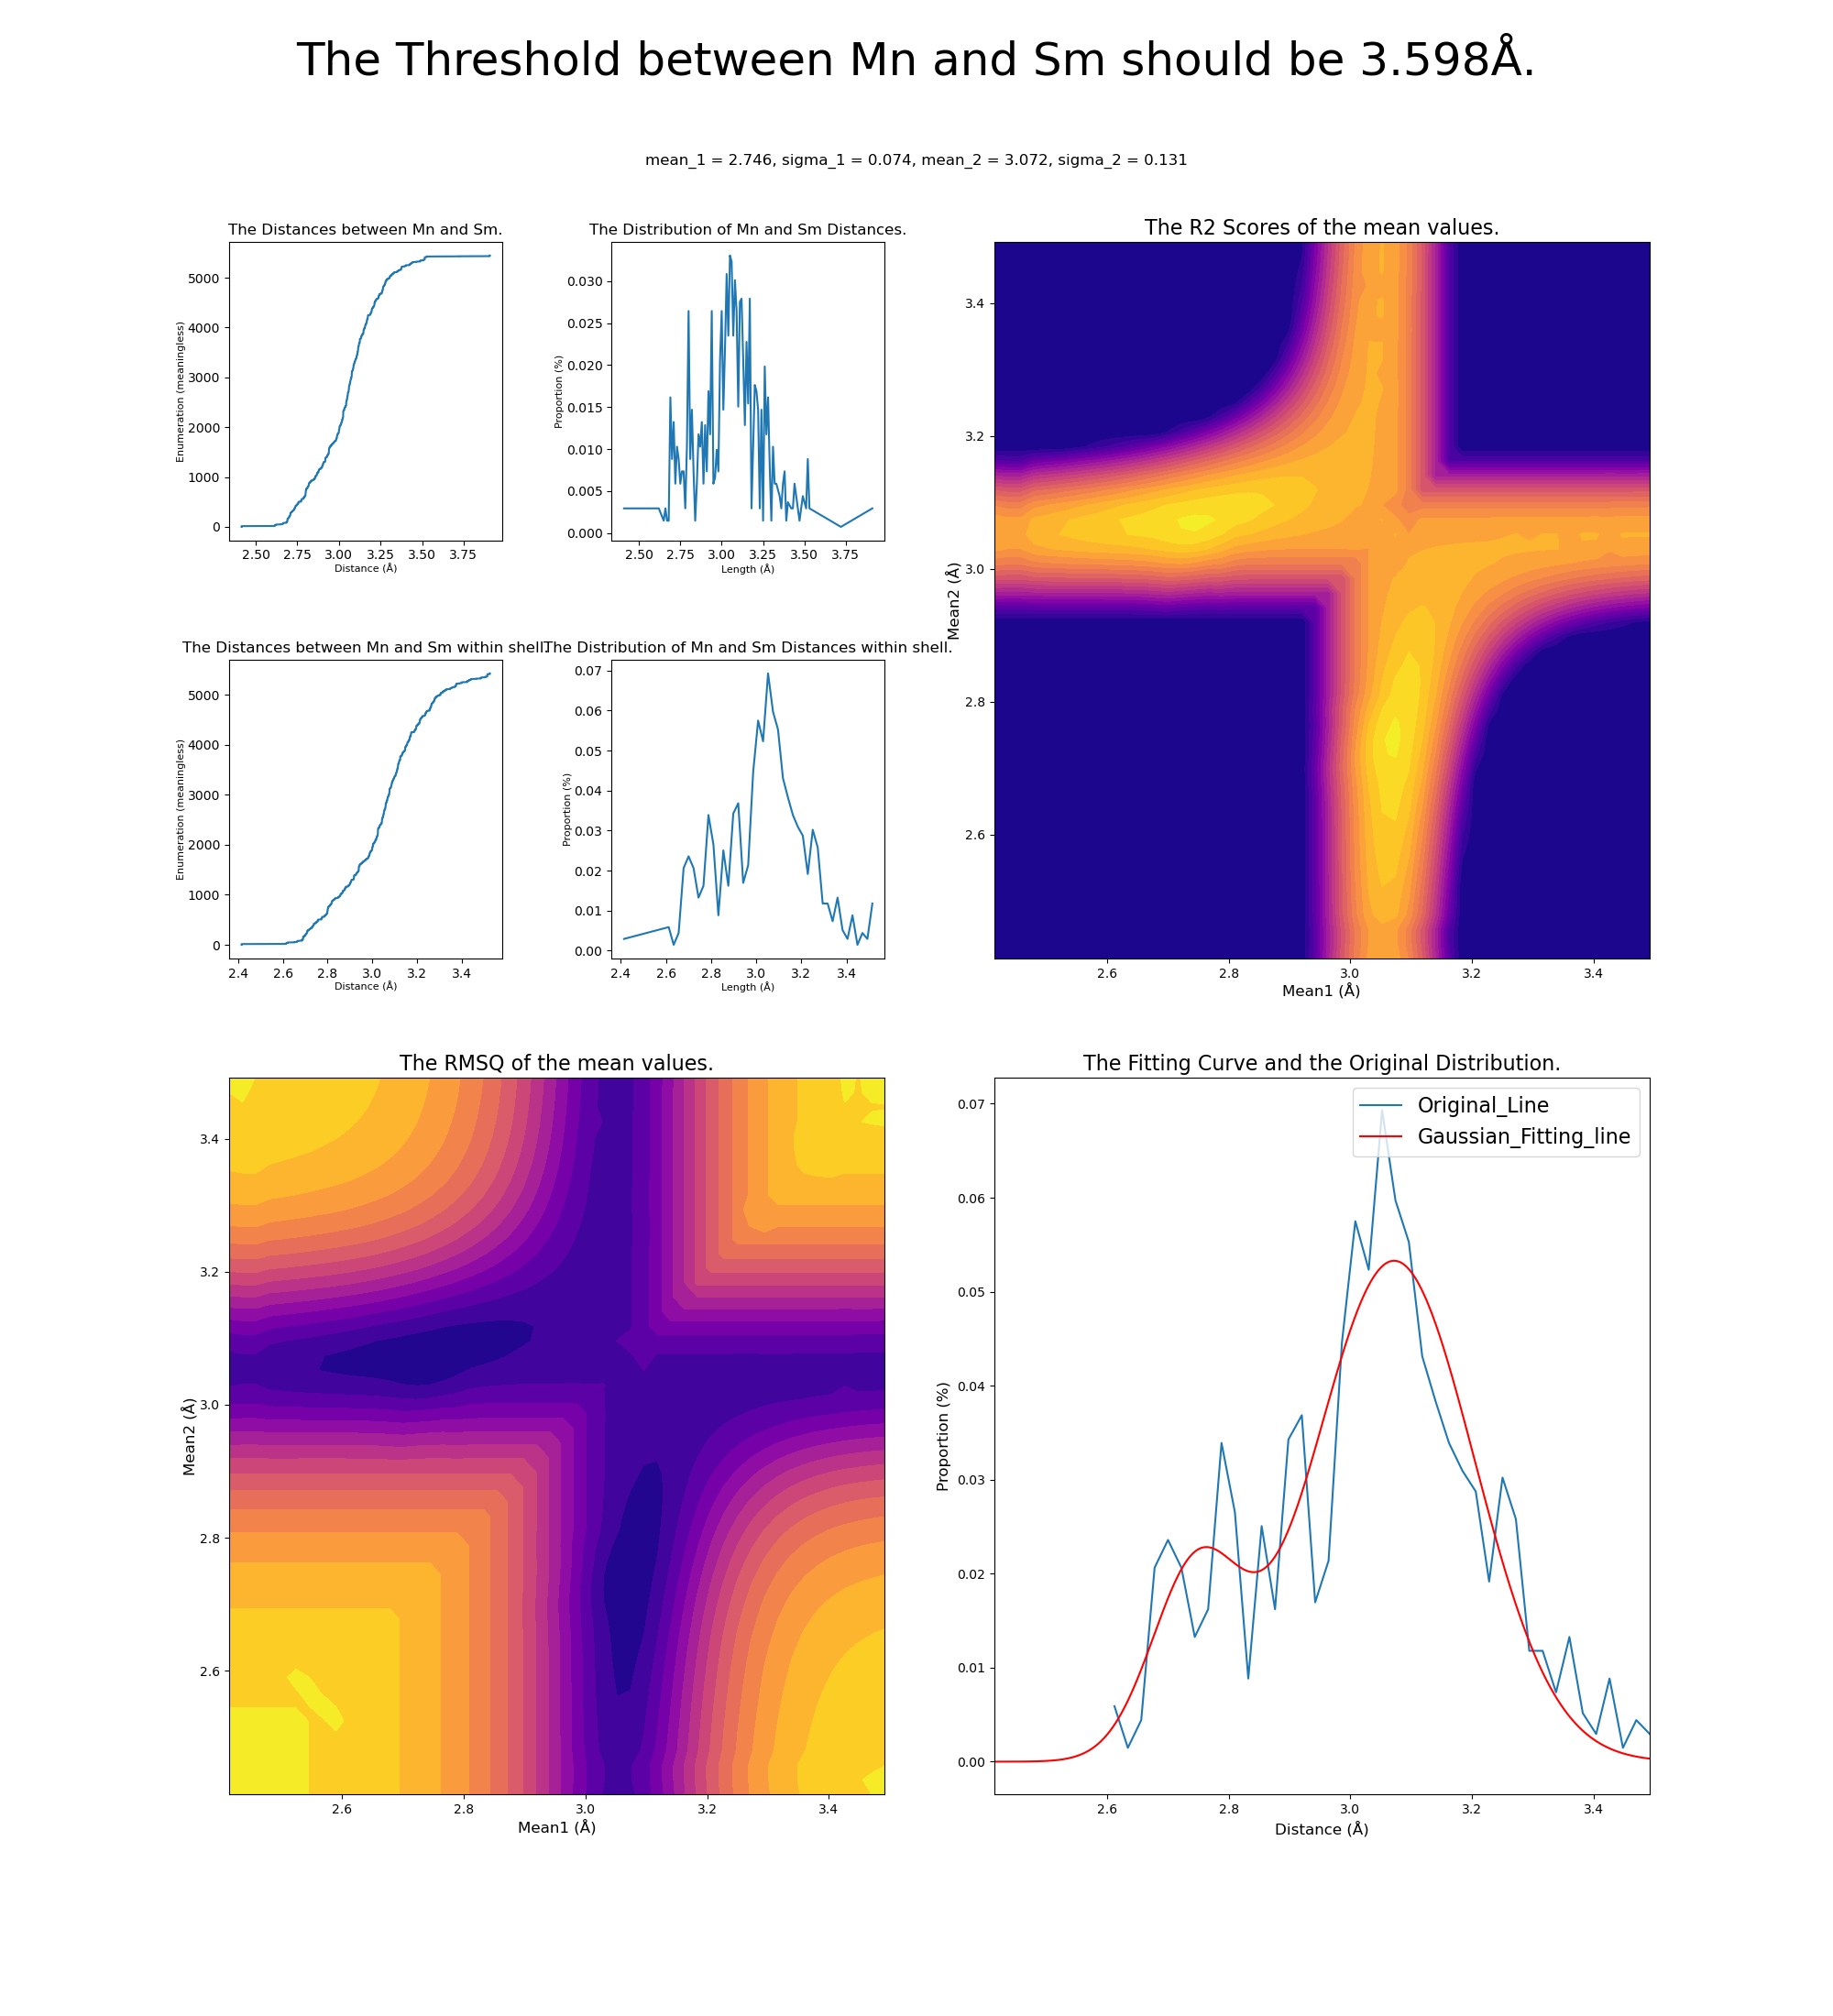 The Threshold between Mn and Sm should be 3.598Å.
mean_1 = 2.746, sigma_1 = 0.074, mean_2 = 3.072, sigma_2 = 0.131
The Distances between Mn and Sm.
Enumeration (meaningless)
5000
4000
3000
2000
1000
0
2.50 2.75 3.00 3.25 3.50 3.75
Distance (Å)
The Distribution of Mn and Sm Distances.
Proportion (%)
0.030
0.025
0.020
0.015
0.010
0.005
0.000
2.50 2.75 3.00 3.25 3.50 3.75
Length (Å)
The R2 Scores of the mean values.
Mean2 (Å)
3.4
3.2
3.0
2.8
2.6
2.6 2.8 3.0 3.2 3.4
Mean1 (Å)
The Distances between Mn and Sm within shell.
Enumeration (meaningless)
5000
4000
3000
2000
1000
0
2.4 2.6 2.8 3.0 3.2 3.4
Distance (Å)
The Distribution of Mn and Sm Distances within shell.
Proportion (%)
0.07
0.06
0.05
0.04
0.03
0.02
0.01
0.00
2.4 2.6 2.8 3.0 3.2 3.4
Length (Å)
The RMSQ of the mean values.
Mean2 (Å)
3.4
3.2
3.0
2.8
2.6
2.6 2.8 3.0 3.2 3.4
Mean1 (Å)
The Fitting Curve and the Original Distribution.
Original_Line
Gaussian_Fitting_line
Proportion (%)
0.07
0.06
0.05
0.04
0.03
0.02
0.01
0.00
2.6 2.8 3.0 3.2 3.4
Distance (Å)